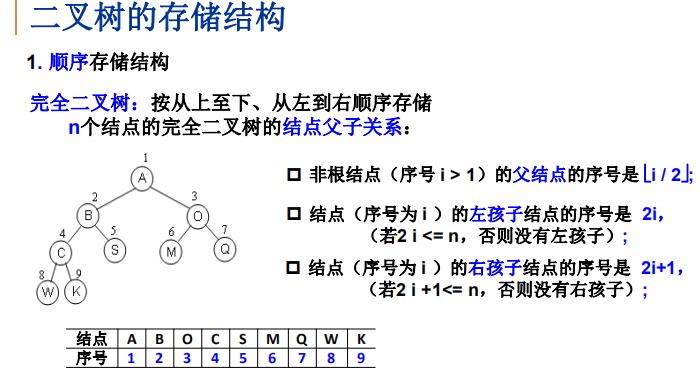 二叉树的存储结构
1. 顺序存储结构
完全二叉树：按从上至下、从左到右顺序存储
n个结点的完全二叉树的结点父子关系：
非根结点（序号 i > 1）的父结点的序号是⌊i / 2⌋;
结点（序号为 i ）的左孩子结点的序号是 2i，
（若2 i <= n，否则没有左孩子）;
结点（序号为 i ）的右孩子结点的序号是 2i+1，
（若2 i +1<= n，否则没有右孩子）;
1
A
2 3
B O
4 5 6 7
C S M Q
8 9
W K
结点 A B O C S M Q W K
序号 1 2 3 4 5 6 7 8 9